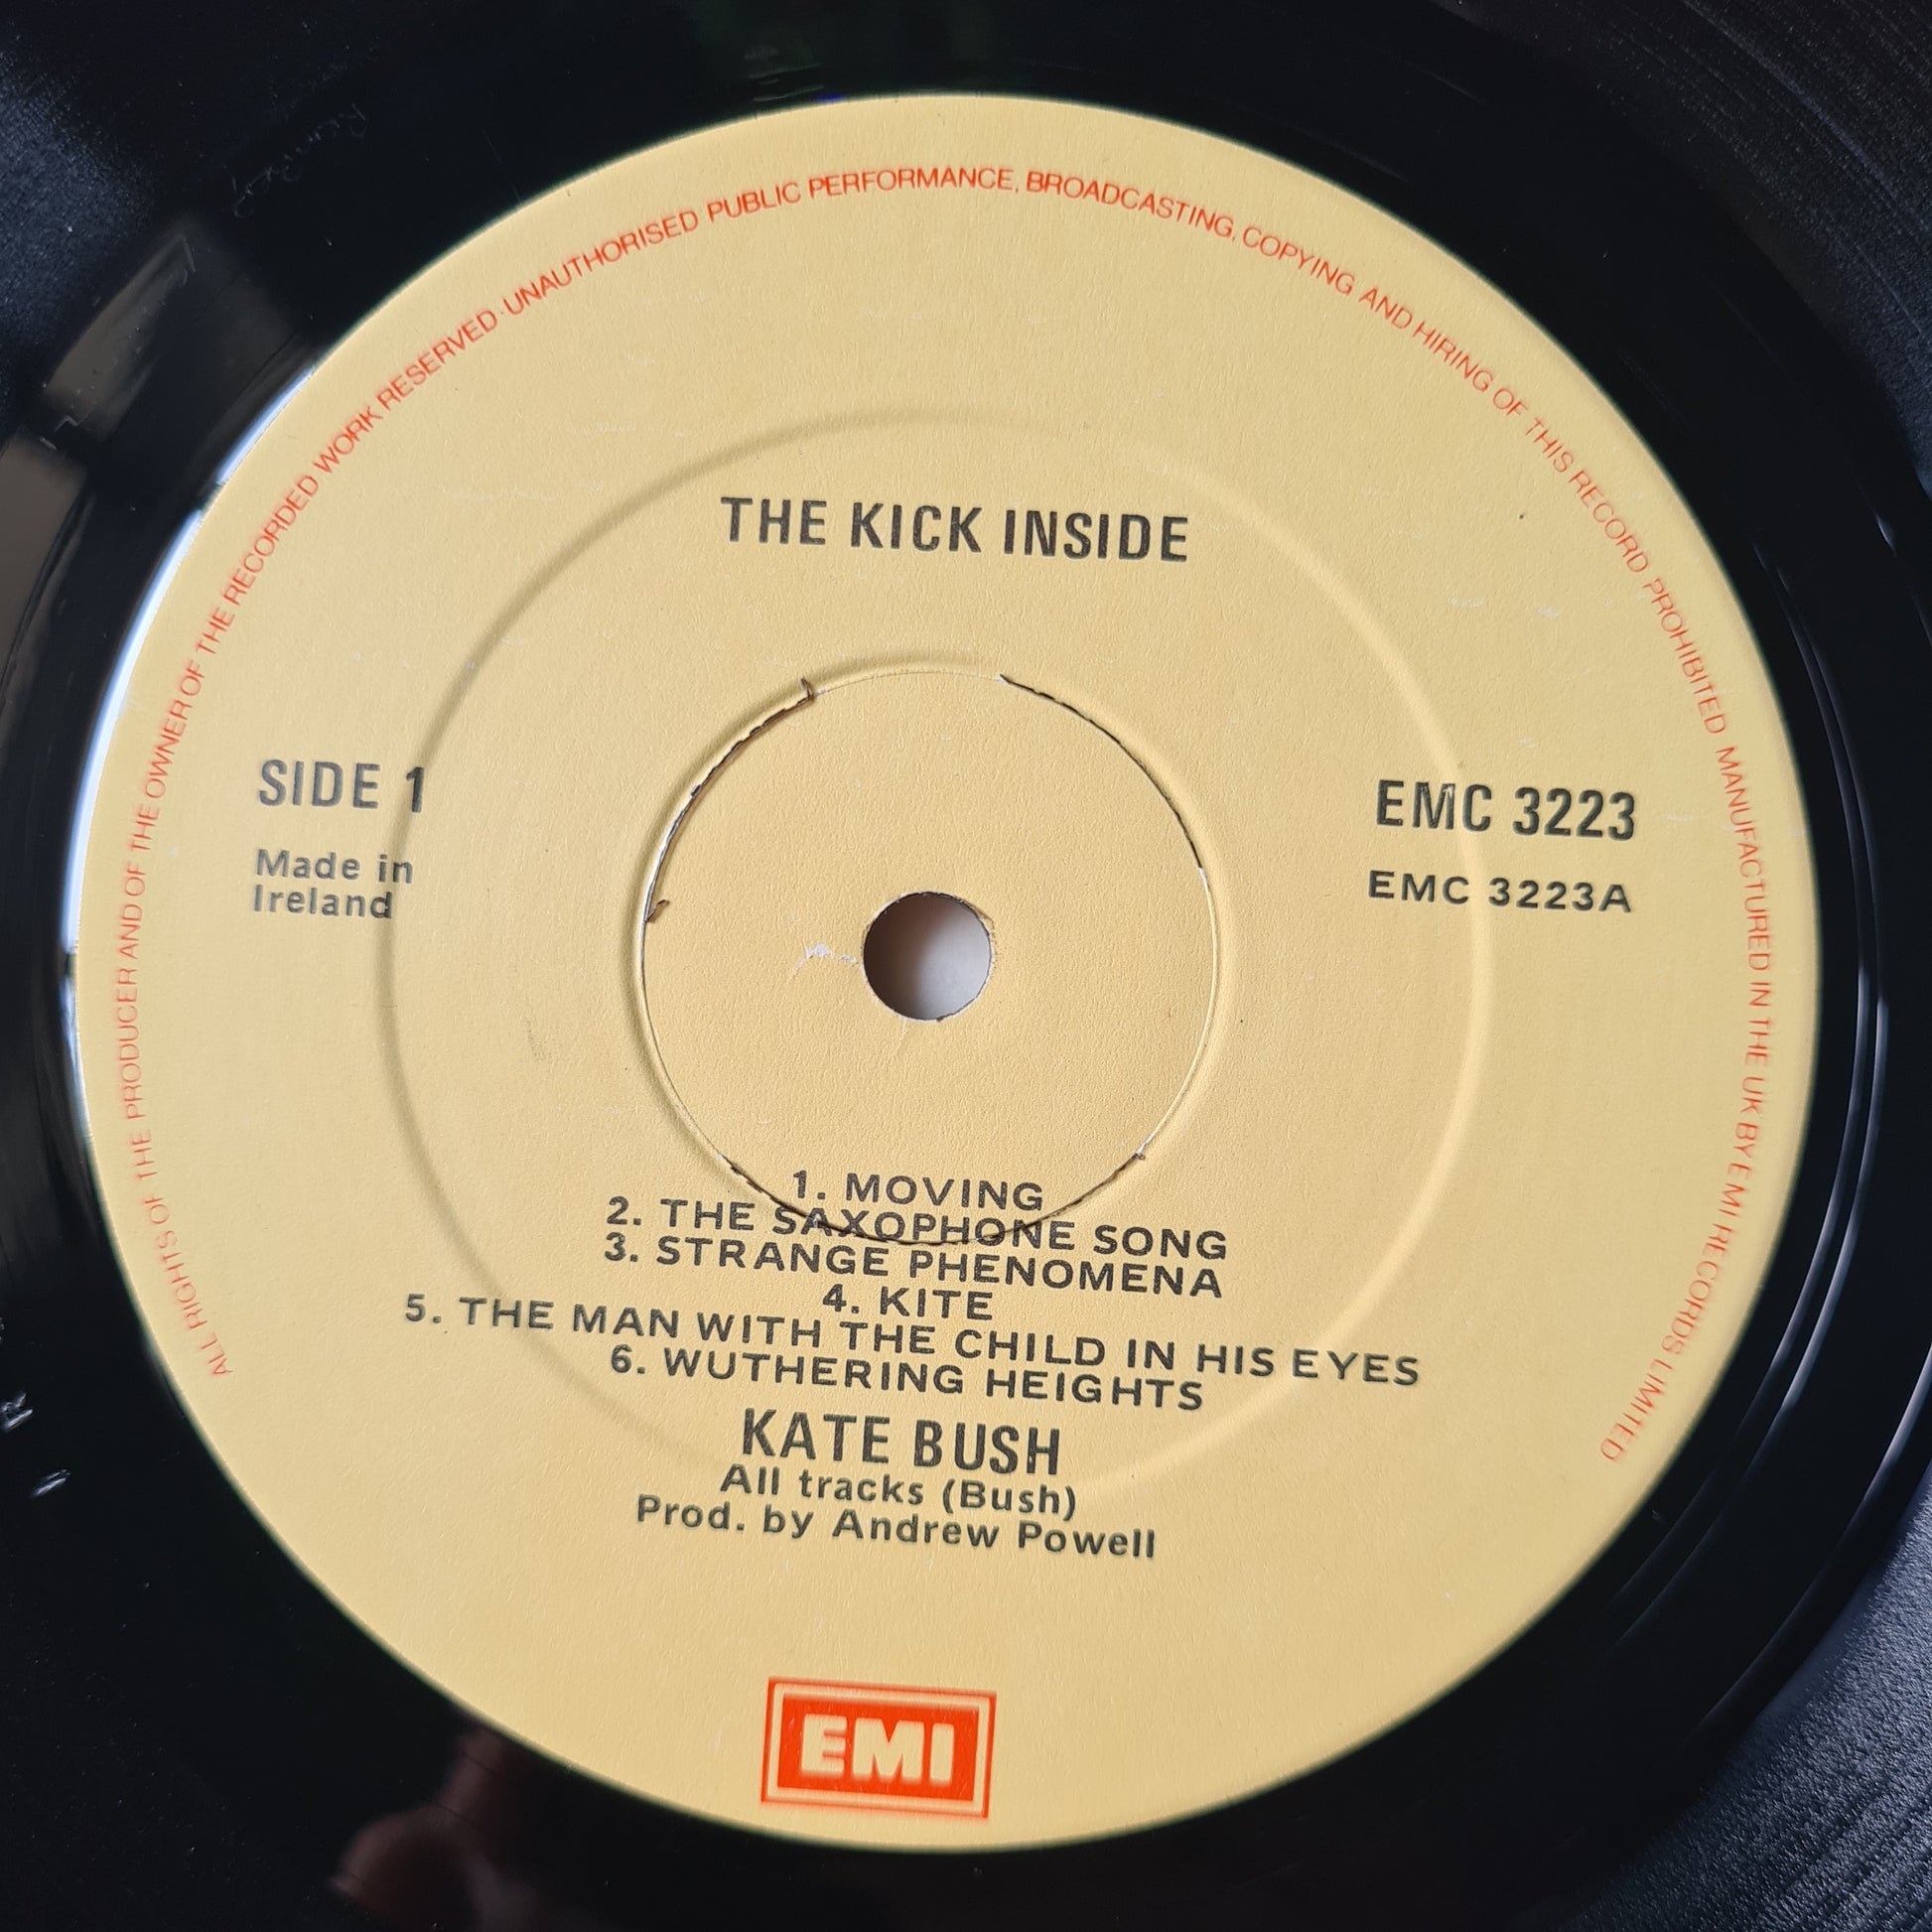 ALL RIGHTS OF THE PRODUCER AND OF THE OWNER OF THE RECORDED WORK RESERVED · UNAUTHORISED PUBLIC PERFORMANCE, BROADCASTING, COPYING AND HIRING OF THIS RECORD PROHIBITED MANUFACTURED IN THE UK BY EMI RECORDS LIMITED
THE KICK INSIDE
SIDE 1
Made in
Ireland
EMC 3223
EMC 3223A
1. MOVING
2. THE SAXOPHONE SONG
3. STRANGE PHENOMENA
4. KITE
5. THE MAN WITH THE CHILD IN HIS EYES
6. WUTHERING HEIGHTS
KATE BUSH
All tracks (Bush)
Prod. by Andrew Powell
EMI